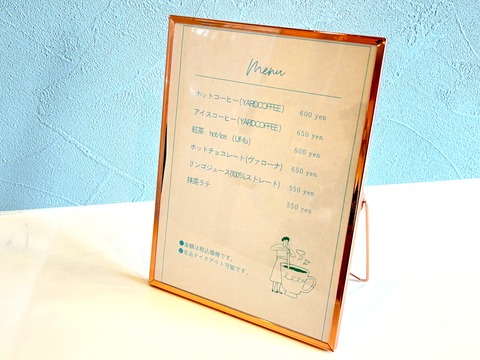 Menu
ホットコーヒー(YARDCOFFEE) 600 yen
アイスコーヒー(YARDCOFFEE) 650 yen
紅茶 hot/ice (Uf-fu) 600 yen
ホットチョコレート(ヴァローナ) 650 yen
リンゴジュース(100%ストレート) 550 yen
抹茶ラテ 550 yen
●金額は税込価格です。
●全品テイクアウト可能です。